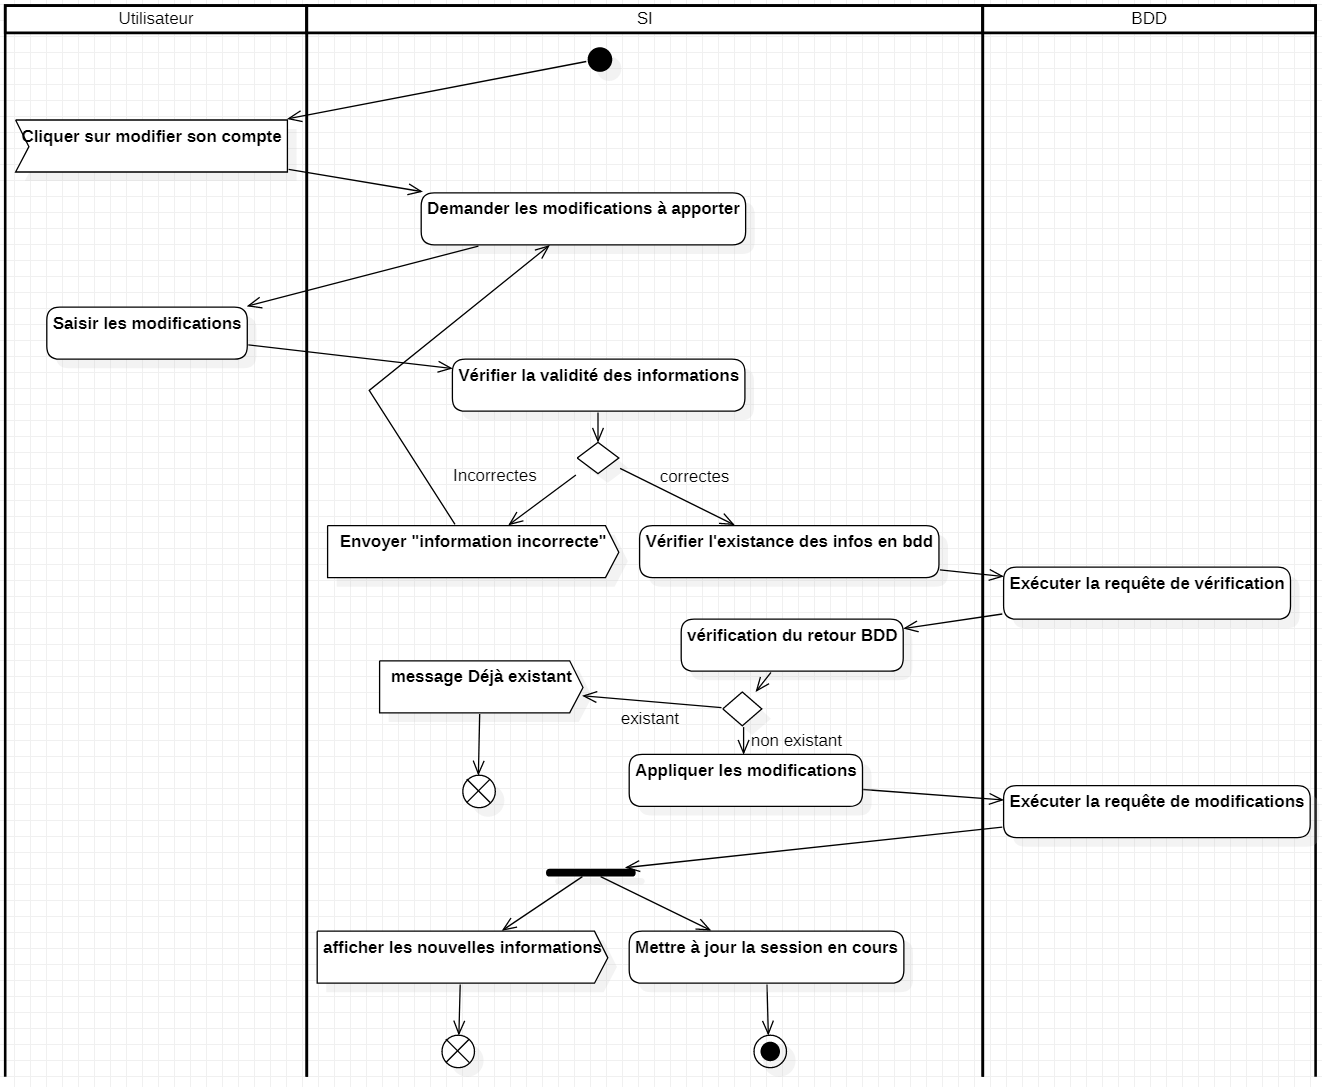 Utilisateur
SI
BDD
Cliquer sur modifier son compte
Demander les modifications à apporter
Saisir les modifications
Vérifier la validité des informations
Incorrectes
correctes
Envoyer "information incorrecte"
Vérifier l'existance des infos en bdd
Exécuter la requête de vérification
vérification du retour BDD
message Déjà existant
existant
non existant
Appliquer les modifications
Exécuter la requête de modifications
afficher les nouvelles informations
Mettre à jour la session en cours